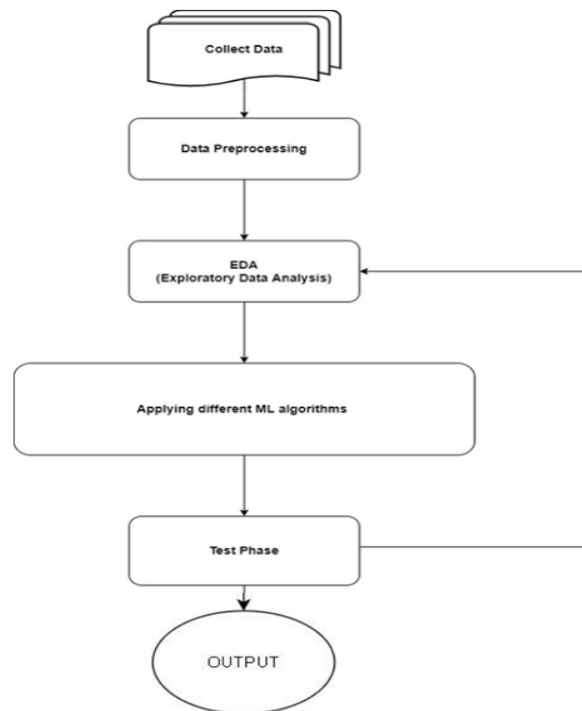 Collect Data
Data Preprocessing
EDA
(Exploratory Data Analysis)
Applying different ML algorithms
Test Phase
OUTPUT